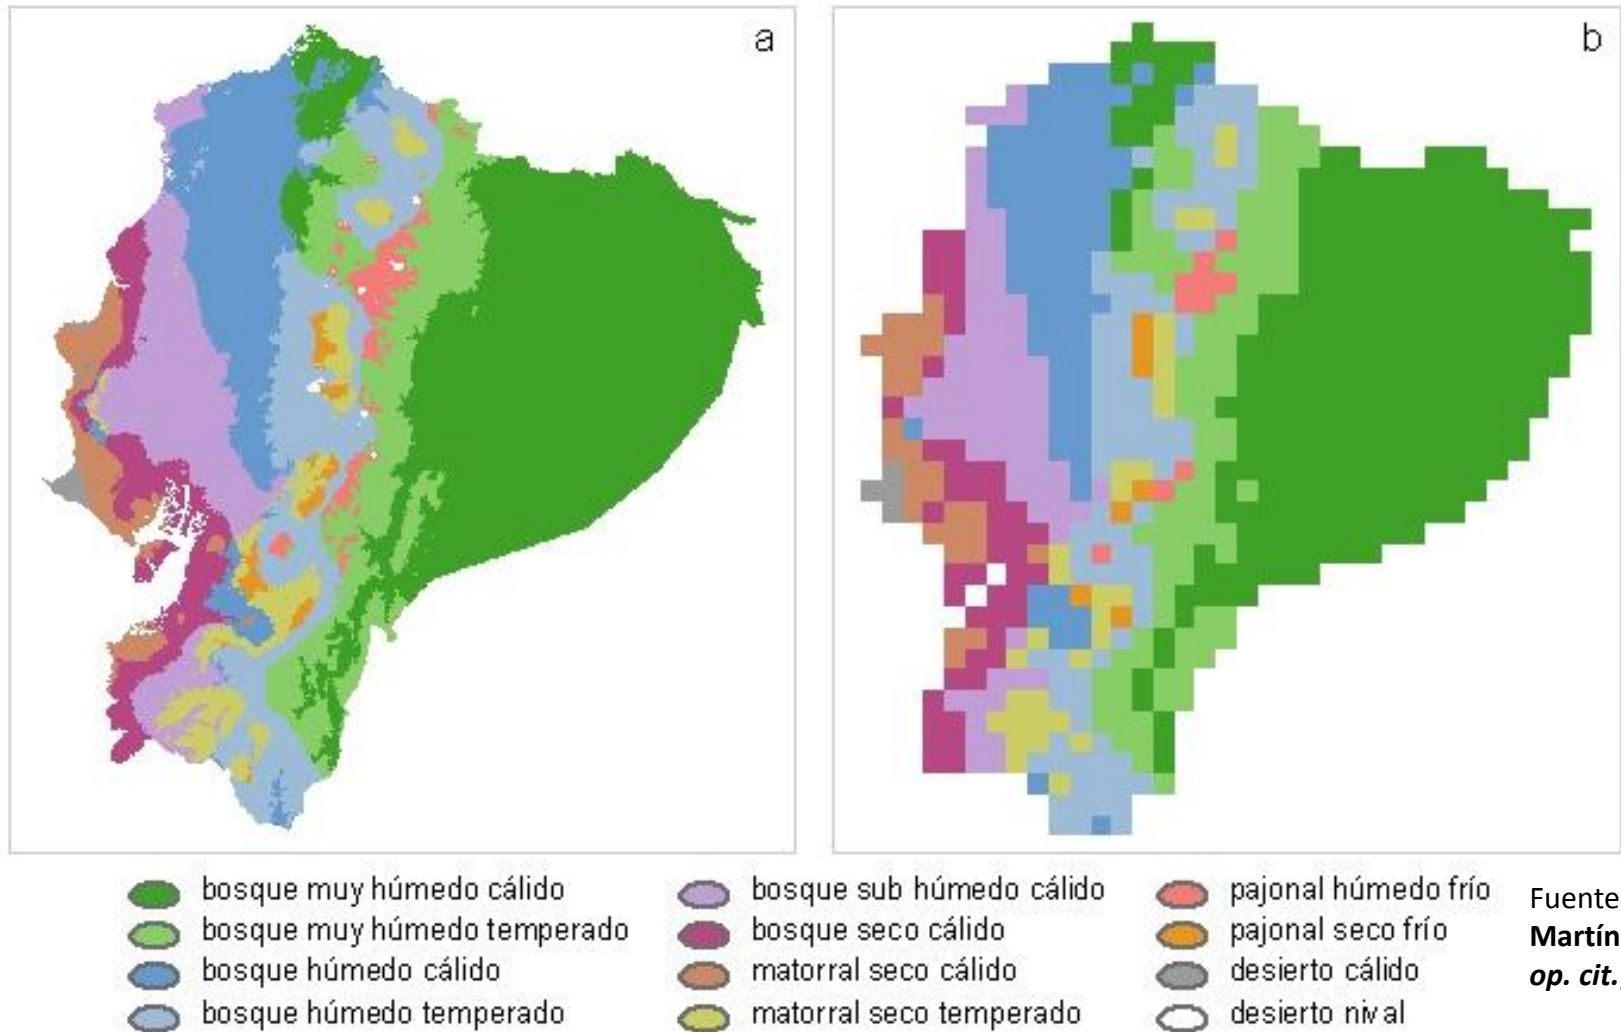 a
b
bosque muy húmedo cálido
bosque muy húmedo temperado
bosque húmedo cálido
bosque húmedo temperado
bosque sub húmedo cálido
bosque seco cálido
matorral seco cálido
matorral seco temperado
pajonal húmedo frío
pajonal seco frío
desierto cálido
desierto nival
Fuente
Martín
op. cit.